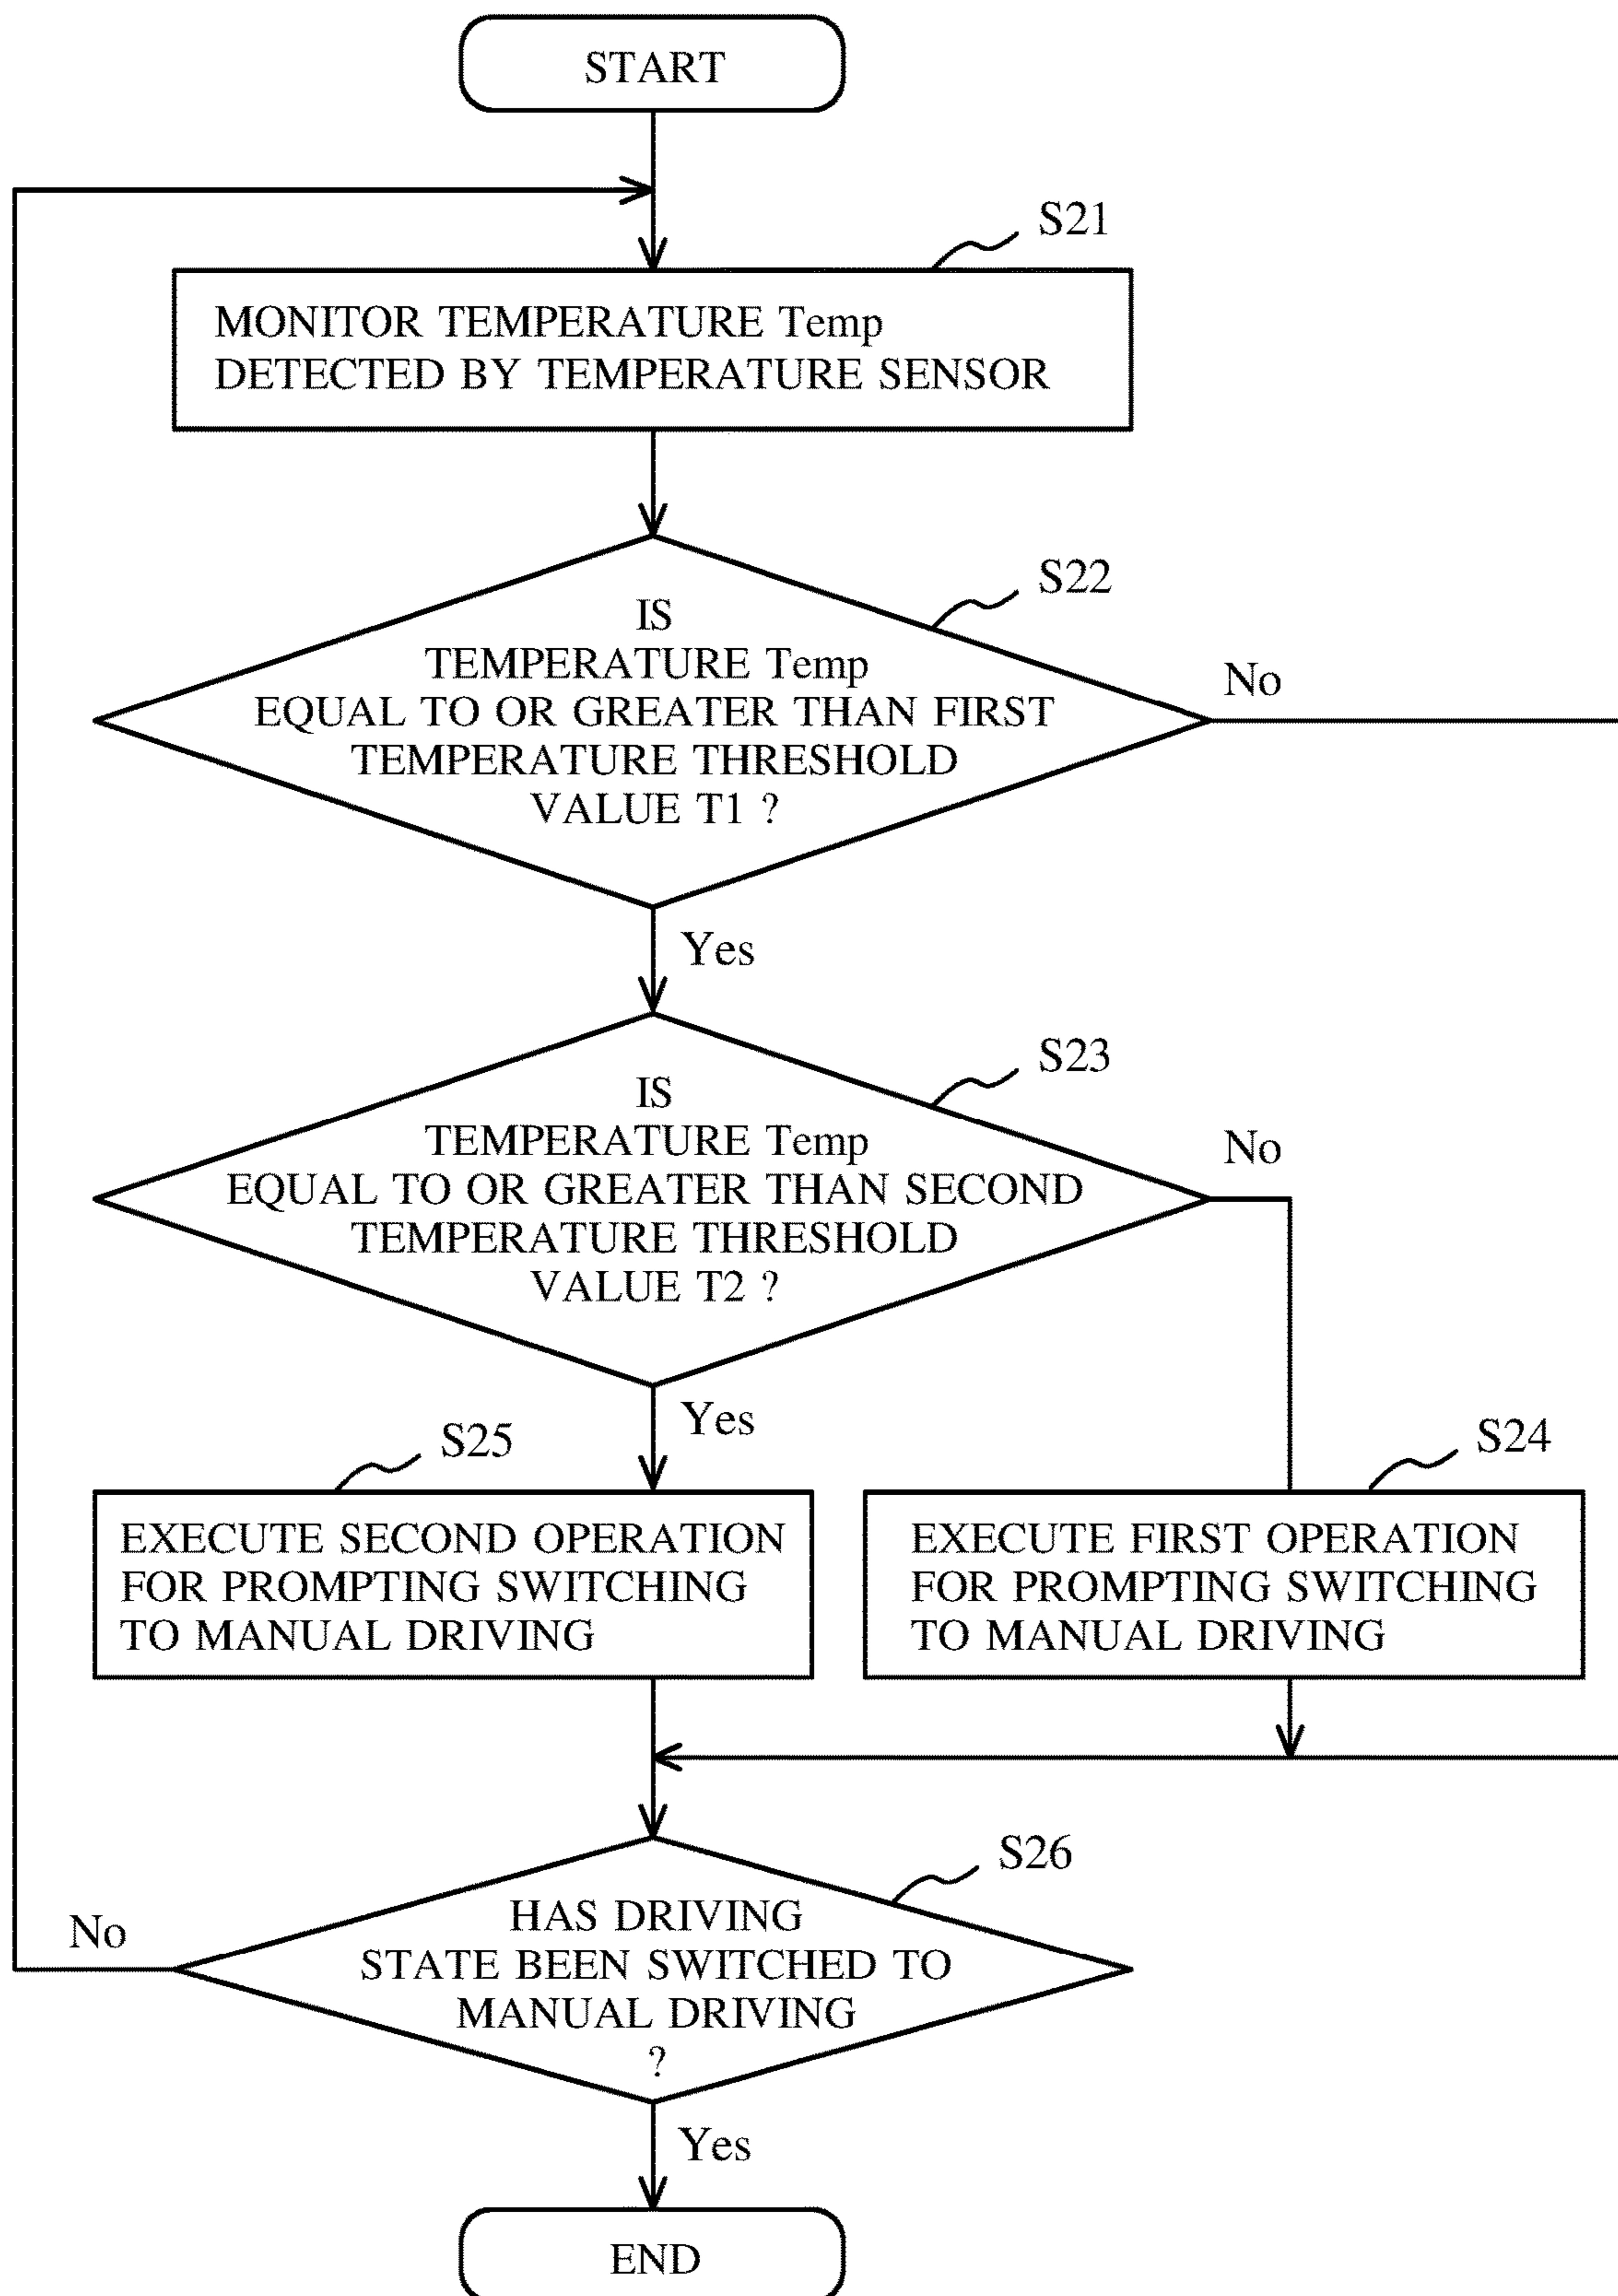 START
S21
MONITOR TEMPERATURE Temp
DETECTED BY TEMPERATURE SENSOR
S22
IS
TEMPERATURE Temp
EQUAL TO OR GREATER THAN FIRST
TEMPERATURE THRESHOLD
VALUE T1 ?
No
Yes
S23
IS
TEMPERATURE Temp
EQUAL TO OR GREATER THAN SECOND
TEMPERATURE THRESHOLD
VALUE T2 ?
No
Yes
S25
EXECUTE SECOND OPERATION
FOR PROMPTING SWITCHING
TO MANUAL DRIVING
S24
EXECUTE FIRST OPERATION
FOR PROMPTING SWITCHING
TO MANUAL DRIVING
S26
HAS DRIVING
STATE BEEN SWITCHED TO
MANUAL DRIVING
?
No
Yes
END